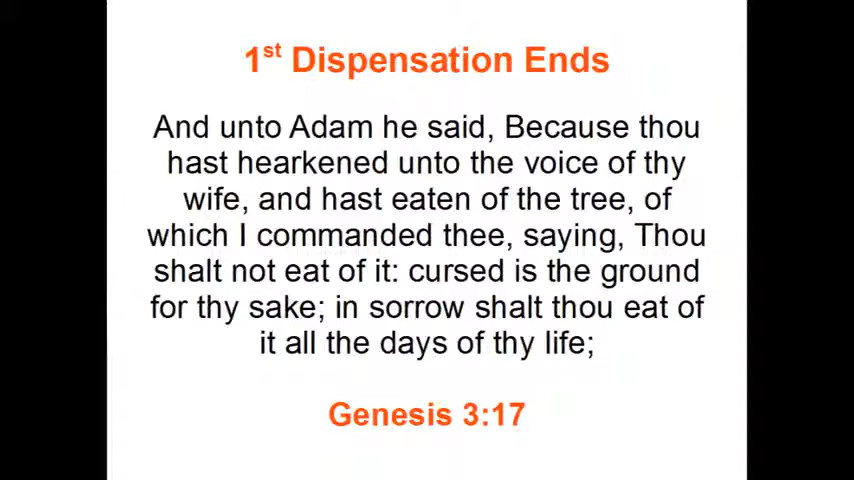 1st Dispensation Ends
And unto Adam he said, Because thou
hast hearkened unto the voice of thy
wife, and hast eaten of the tree, of
which I commanded thee, saying, Thou
shalt not eat of it: cursed is the ground
for thy sake; in sorrow shalt thou eat of
it all the days of thy life;
Genesis 3:17